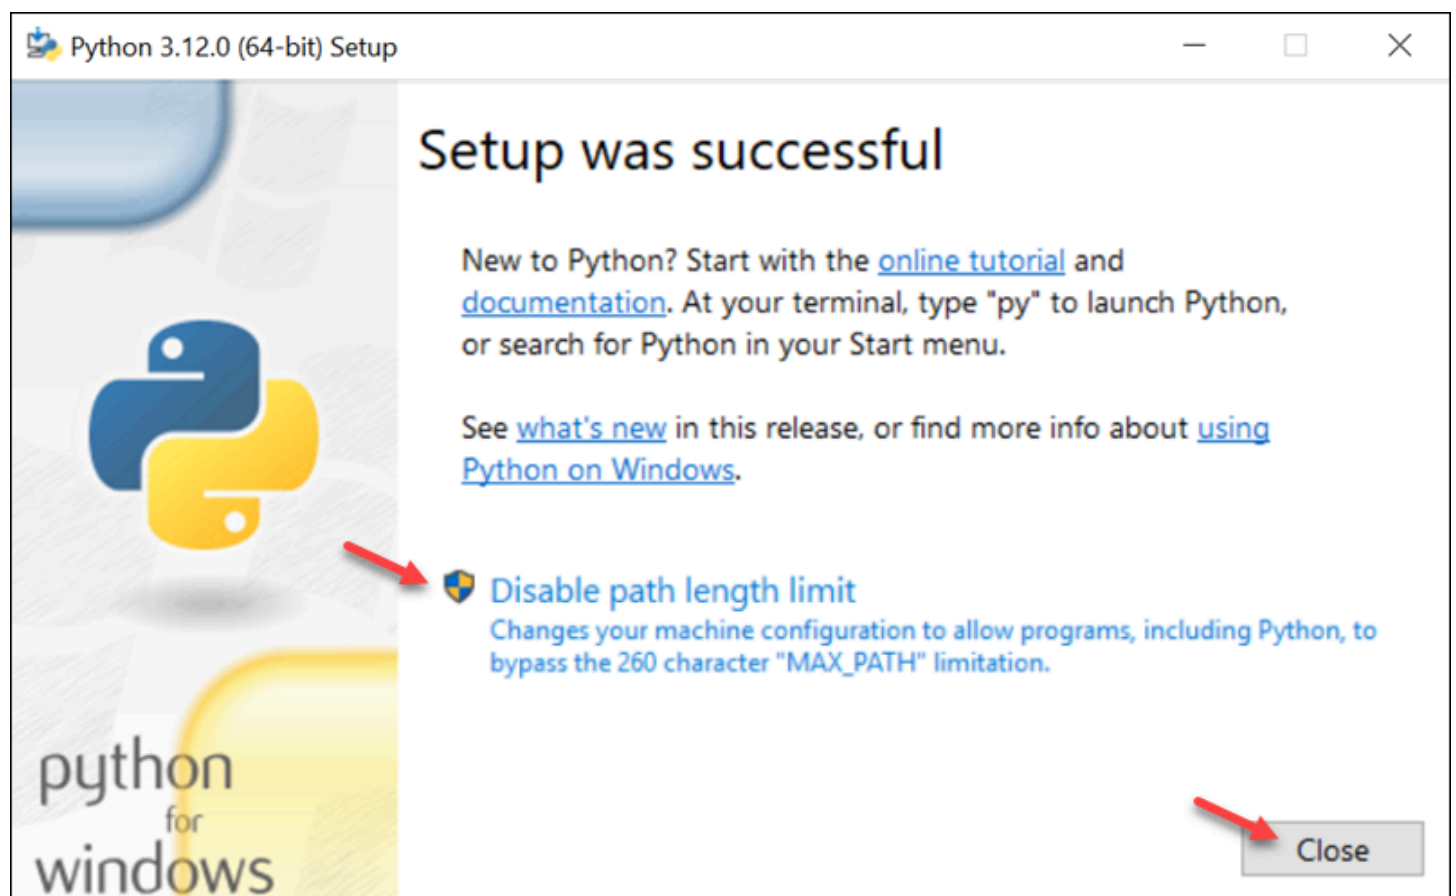 Python 3.12.0 (64-bit) Setup
Setup was successful
New to Python? Start with the online tutorial and
documentation. At your terminal, type "py" to launch Python,
or search for Python in your Start menu.
See what's new in this release, or find more info about using
Python on Windows.
Disable path length limit
Changes your machine configuration to allow programs, including Python, to
bypass the 260 character "MAX_PATH" limitation.
python
for
windows
Close